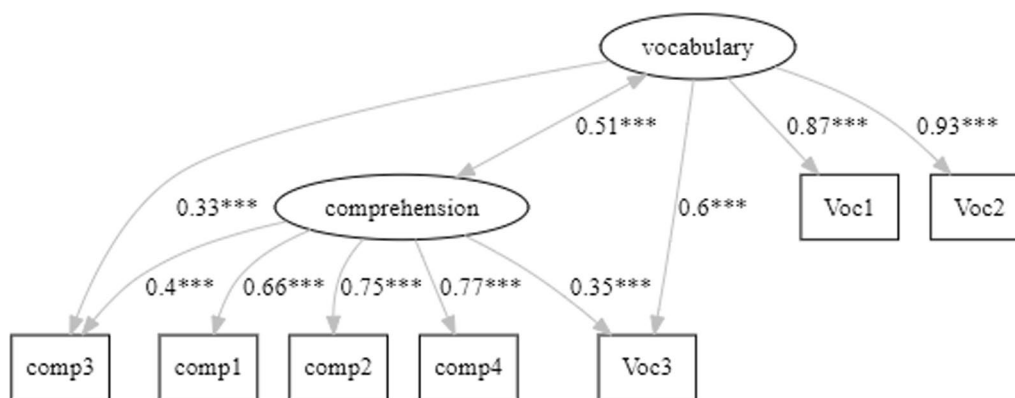 vocabulary
0.51*** 0.87*** 0.93***
0.33*** comprehension 0.6*** Voc1 Voc2
0.4*** 0.66*** 0.75*** 0.77*** 0.35***
comp3 comp1 comp2 comp4 Voc3